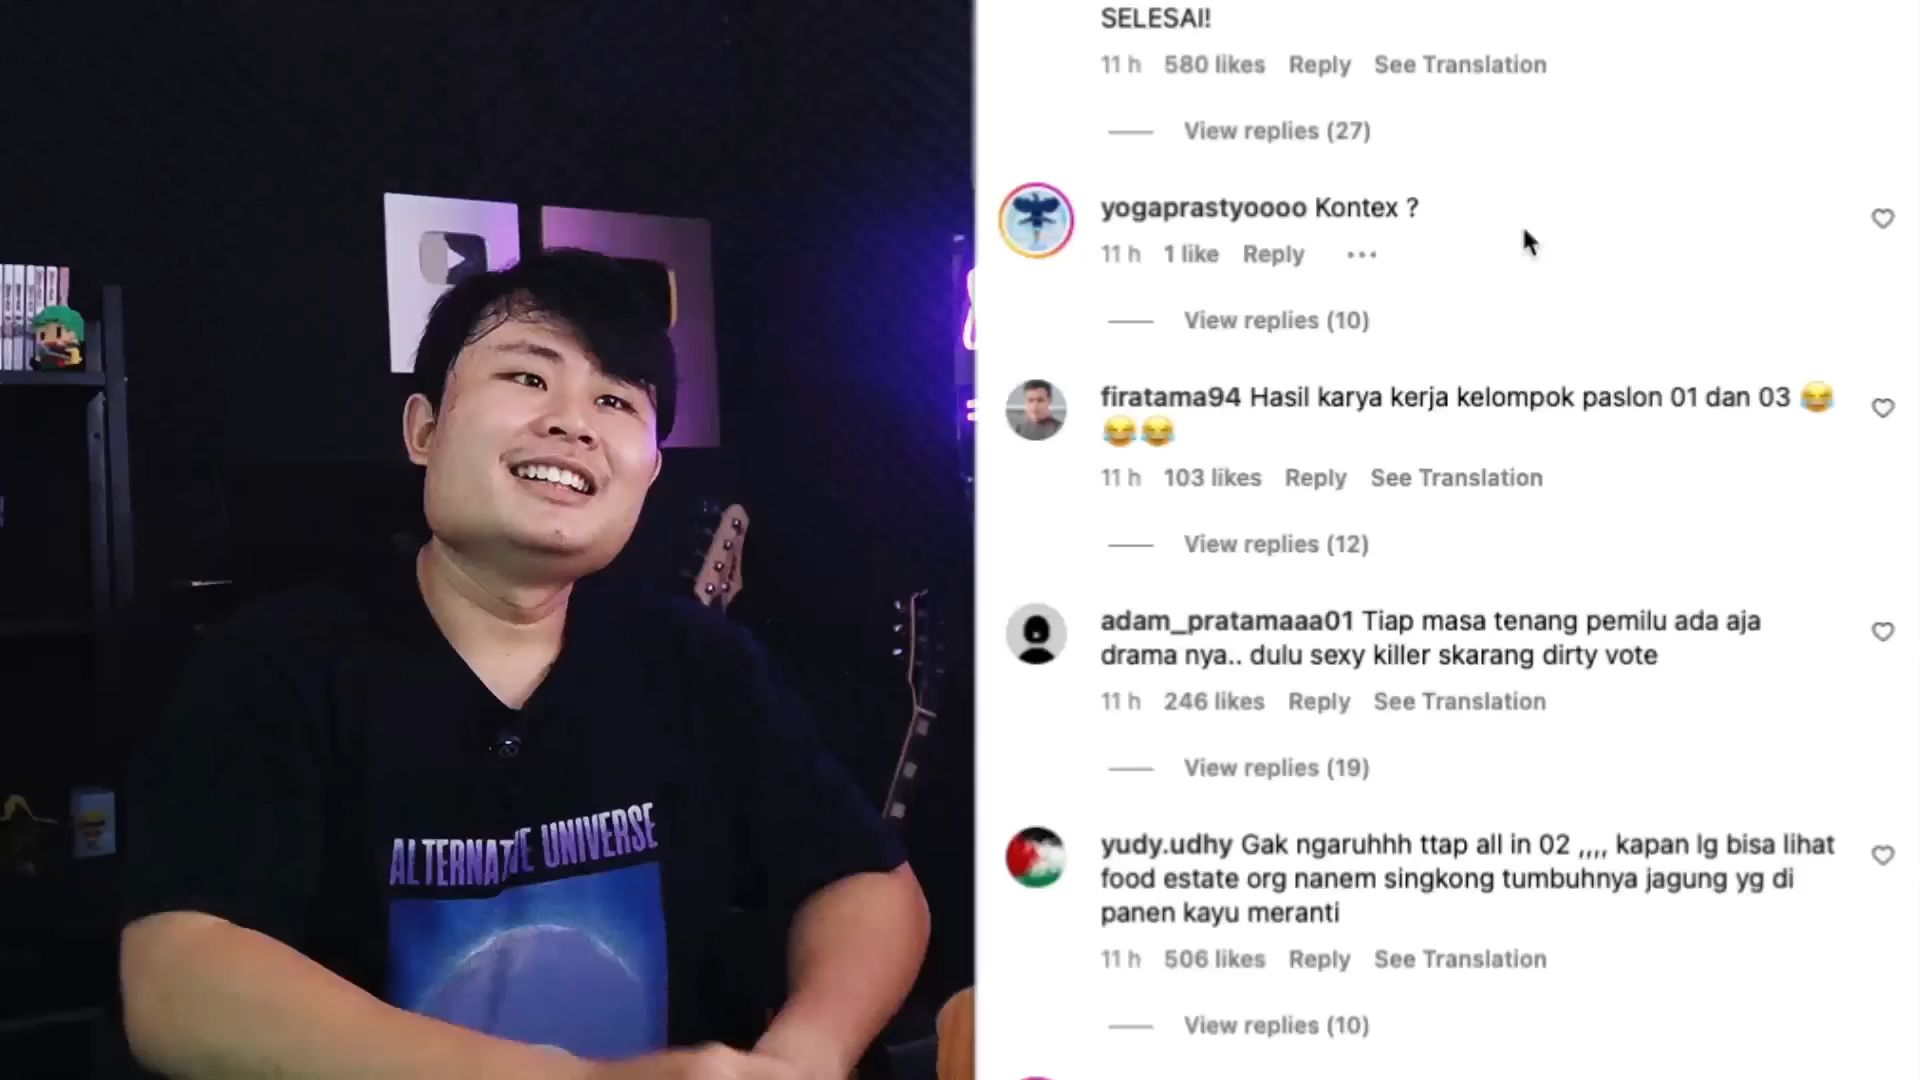 SELESAI!
11 h 580 likes Reply See Translation
View replies (27)
yogaprastyoooo Kontex ?
11 h 1 like Reply ...
View replies (10)
firatama94 Hasil karya kerja kelompok paslon 01 dan 03 😂
😂😂
11 h 103 likes Reply See Translation
View replies (12)
adam_pratamaaa01 Tiap masa tenang pemilu ada aja
drama nya.. dulu sexy killer skarang dirty vote
11 h 246 likes Reply See Translation
View replies (19)
yudy.udhy Gak ngaruhhh ttap all in 02 ,,,, kapan lg bisa lihat
food estate org nanem singkong tumbuhnya jagung yg di
panen kayu meranti
11 h 506 likes Reply See Translation
View replies (10)
ALTERNATIVE UNIVERSE